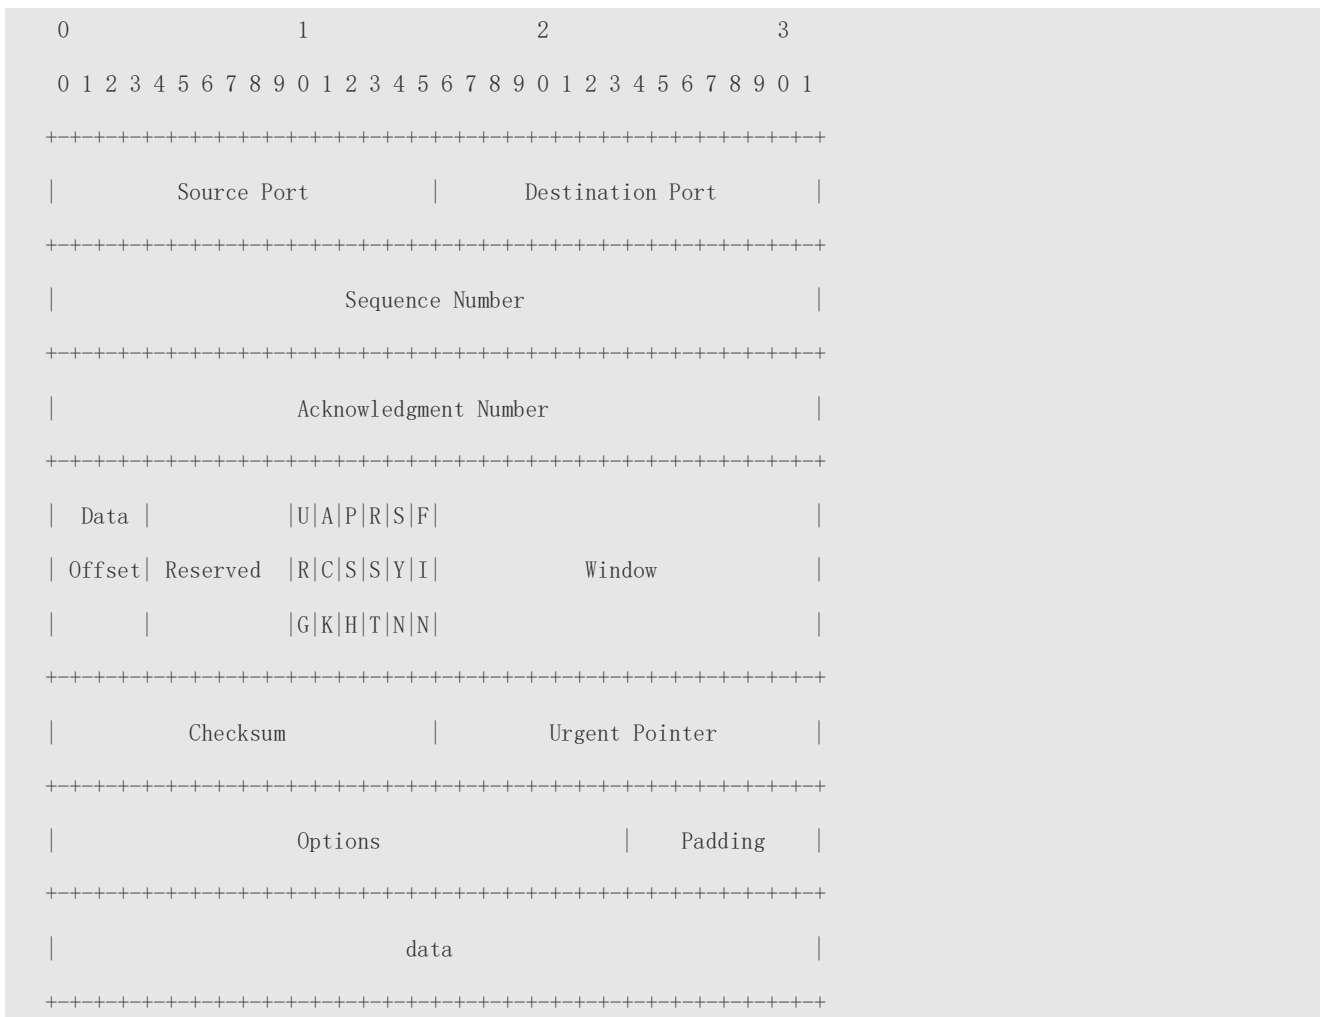 0                   1                   2                   3
0 1 2 3 4 5 6 7 8 9 0 1 2 3 4 5 6 7 8 9 0 1 2 3 4 5 6 7 8 9 0 1
+-+-+-+-+-+-+-+-+-+-+-+-+-+-+-+-+-+-+-+-+-+-+-+-+-+-+-+-+-+-+-+-+
|          Source Port          |       Destination Port        |
+-+-+-+-+-+-+-+-+-+-+-+-+-+-+-+-+-+-+-+-+-+-+-+-+-+-+-+-+-+-+-+-+
|                        Sequence Number                        |
+-+-+-+-+-+-+-+-+-+-+-+-+-+-+-+-+-+-+-+-+-+-+-+-+-+-+-+-+-+-+-+-+
|                    Acknowledgment Number                      |
+-+-+-+-+-+-+-+-+-+-+-+-+-+-+-+-+-+-+-+-+-+-+-+-+-+-+-+-+-+-+-+-+
|  Data |           |U|A|P|R|S|F|                               |
| Offset| Reserved  |R|C|S|S|Y|I|            Window             |
|       |           |G|K|H|T|N|N|                               |
+-+-+-+-+-+-+-+-+-+-+-+-+-+-+-+-+-+-+-+-+-+-+-+-+-+-+-+-+-+-+-+-+
|           Checksum            |         Urgent Pointer        |
+-+-+-+-+-+-+-+-+-+-+-+-+-+-+-+-+-+-+-+-+-+-+-+-+-+-+-+-+-+-+-+-+
|                    Options                    |    Padding    |
+-+-+-+-+-+-+-+-+-+-+-+-+-+-+-+-+-+-+-+-+-+-+-+-+-+-+-+-+-+-+-+-+
|                             data                              |
+-+-+-+-+-+-+-+-+-+-+-+-+-+-+-+-+-+-+-+-+-+-+-+-+-+-+-+-+-+-+-+-+